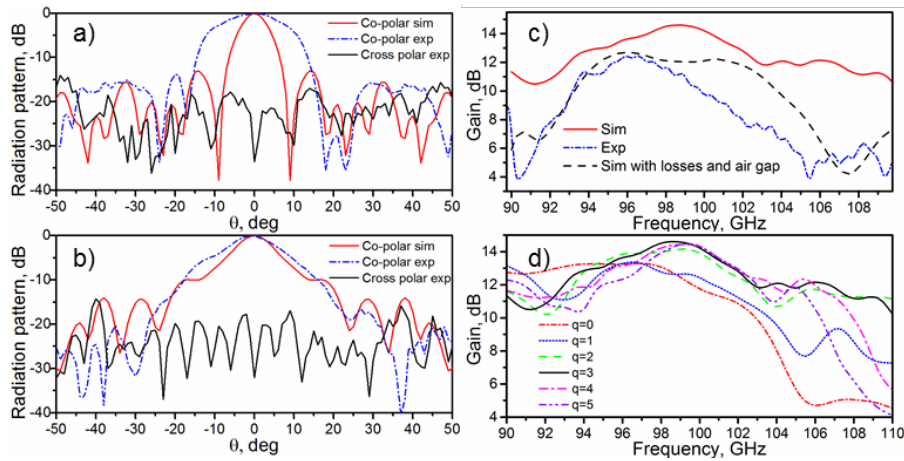 a)
Co-polar sim
Co-polar exp
Cross polar exp
Radiation pattern, dB
0
-10
-20
-30
-40
-50 -40 -30 -20 -10 0 10 20 30 40 50
θ, deg
c)
Sim
Exp
Sim with losses and air gap
Gain, dB
14
12
10
8
6
4
90 92 94 96 98 100 102 104 106 108
Frequency, GHz
b)
Co-polar sim
Co-polar exp
Cross polar exp
Radiation pattern, dB
0
-10
-20
-30
-40
-50 -40 -30 -20 -10 0 10 20 30 40 50
θ, deg
d)
q=0
q=1
q=2
q=3
q=4
q=5
Gain, dB
14
12
10
8
6
4
90 92 94 96 98 100 102 104 106 108 110
Frequency, GHz